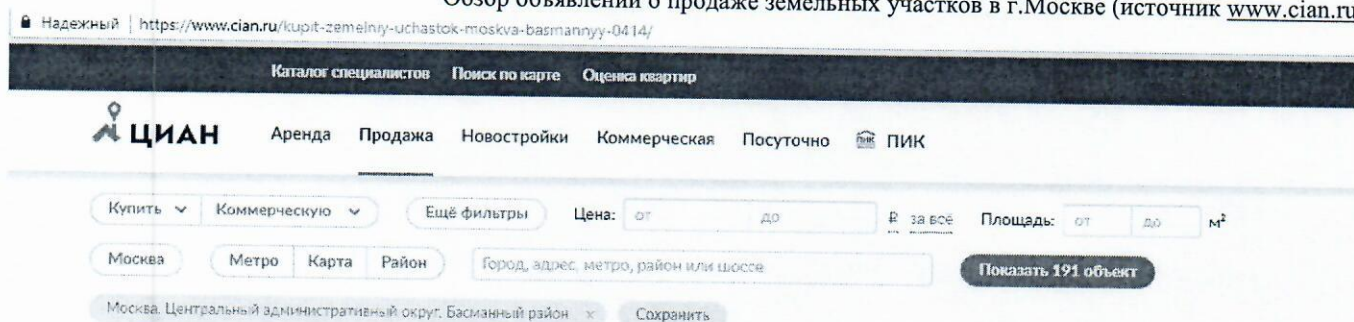 Обзор объявлений о продаже земельных участков в г.Москве (источник www.cian.ru
Надежный | https://www.cian.ru/kupit-zemelniy-uchastok-moskva-basmannyy-0414/
Каталог специалистов Поиск по карте Оценка квартир
ЦИАН Аренда Продажа Новостройки Коммерческая Посуточно ПИК ПИК
Купить Коммерческую Ещё фильтры Цена: от до ₽ за всё Площадь: от до м²
Москва Метро Карта Район Город, адрес, метро, район или шоссе Показать 191 объект
Москва, Центральный административный округ, Басманный район × Сохранить